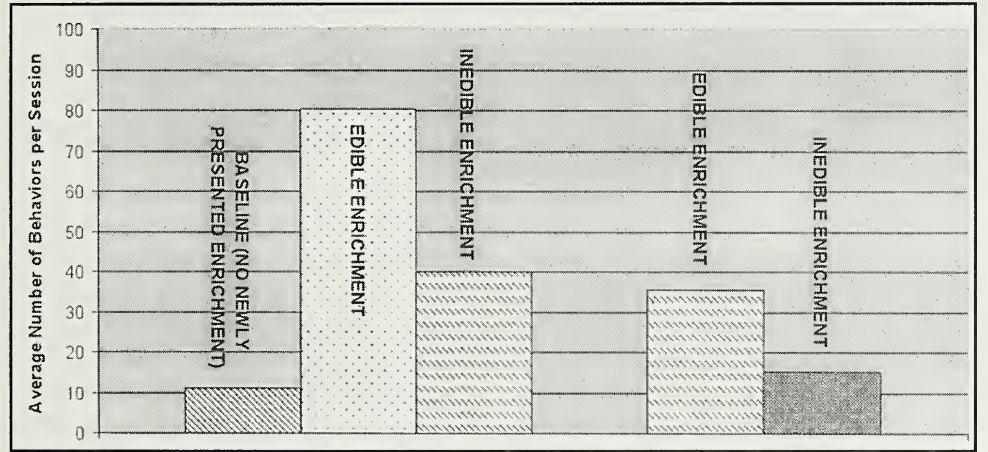 Average Number of Behaviors per Session
100
90
80
70
60
50
40
30
20
10
0
BASELINE (NO NEWLY
PRESENTED ENRICHMENT)
EDIBLE ENRICHMENT
INEDIBLE ENRICHMENT
EDIBLE ENRICHMENT
INEDIBLE ENRICHMENT